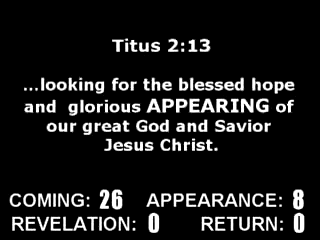 Titus 2:13
...looking for the blessed hope
and glorious APPEARING of
our great God and Savior
Jesus Christ.
COMING: 26 APPEARANCE: 8
REVELATION: 0 RETURN: 0